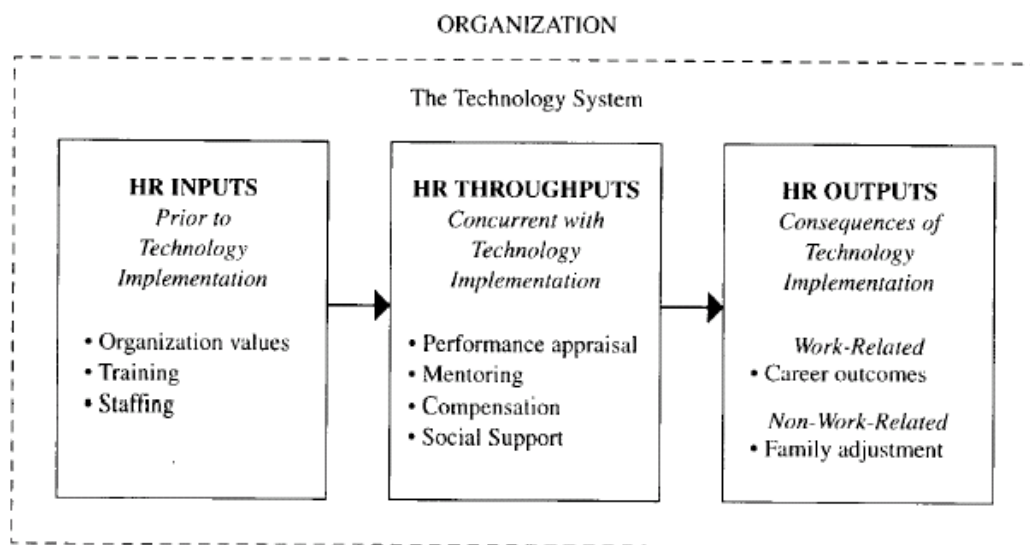 ORGANIZATION
The Technology System
HR INPUTS
Prior to
Technology
Implementation
• Organization values
• Training
• Staffing
HR THROUGHPUTS
Concurrent with
Technology
Implementation
• Performance appraisal
• Mentoring
• Compensation
• Social Support
HR OUTPUTS
Consequences of
Technology
Implementation
Work-Related
• Career outcomes
Non-Work-Related
• Family adjustment